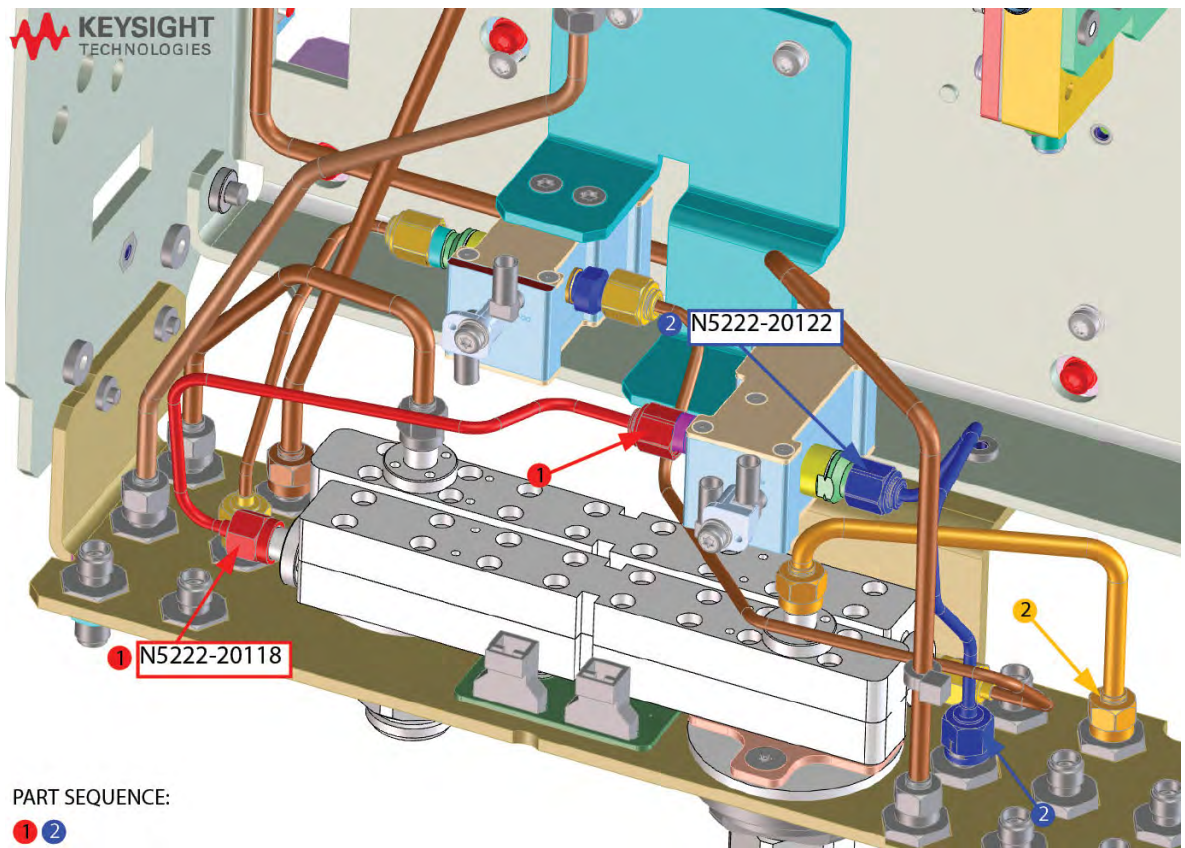 KEYSIGHT
TECHNOLOGIES
2 N5222-20122
1
2
1 N5222-20118
2
PART SEQUENCE:
1 2